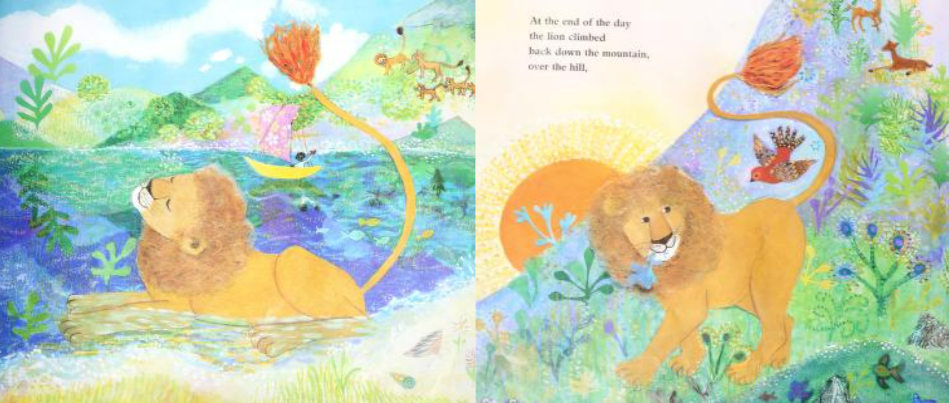 At the end of the day
the lion climbed
back down the mountain,
over the hill,